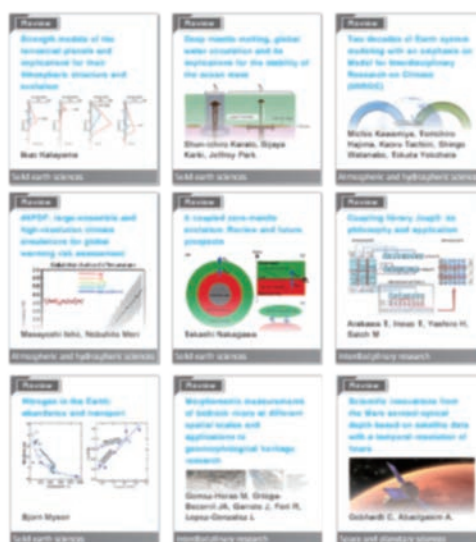 Review
Strength models of the
terrestrial planets and
implications for their
lithospheric structure and
evolution
Ikuo Katayama
Solid earth sciences
Review
Deep mantle melting, global
water circulation and its
implications for the stability of
the ocean mass
Shun-ichiro Karato, Bijaya
Karki, Jeffrey Park
Solid earth sciences
Review
Two decades of Earth system
modeling with an emphasis on
Model for Interdisciplinary
Research on Climate
(MIROC)
Michio Kawamiya, Tomohiro
Hajima, Kaoru Tachiiri, Shingo
Watanabe, Tokuta Yokohata
Atmospheric and hydrospheric sciences
Review
d4PDF: large-ensemble and
high-resolution climate
simulations for global
warming risk assessment
Masayoshi Ishii, Nobuhito Mori
Atmospheric and hydrospheric sciences
Review
A coupled core-mantle
evolution: Review and future
prospects
Takashi Nakagawa
Solid earth sciences
Review
Coupling library Jcup3: its
philosophy and application
Arakawa T, Inoue T, Yashiro H,
Satoh M
Interdisciplinary research
Review
Nitrogen in the Earth:
abundance and transport
Bjorn Mysen
Solid earth sciences
Review
Morphometric measurements
of bedrock rivers at different
spatial scales and
applications to
geomorphological heritage
research
Gomez-Heras M, Ortega-
Becerril JA, Garrote J, Fort R,
Lopez-Gonzalez L
Interdisciplinary research
Review
Scientific innovations from
the Mars aerosol-optical
depth based on satellite data
with a temporal resolution of
hours
Gebhardt C, Abuelgasim A,
Space and planetary sciences